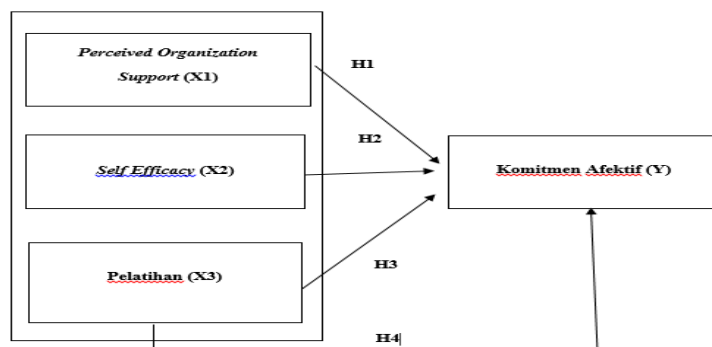 Perceived Organization
Support (X1)
H1
H2
Self Efficacy (X2)
Komitmen Afektif (Y)
Pelatihan (X3)
H3
H4